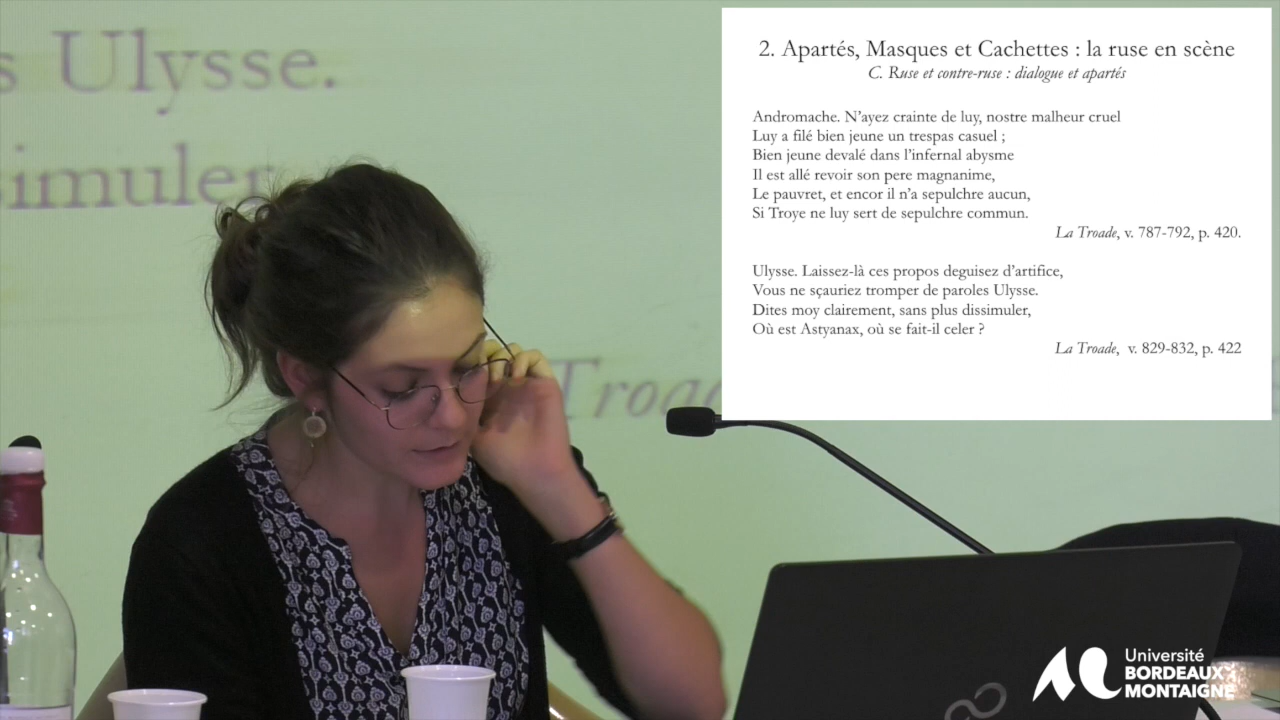 s Ulysse.
simuler
Troad
2. Apartés, Masques et Cachettes : la ruse en scène
C. Ruse et contre-ruse : dialogue et apartés
Andromache. N’ayez crainte de luy, nostre malheur cruel
Luy a filé bien jeune un trespas casuel ;
Bien jeune devalé dans l’infernal abysme
Il est allé revoir son pere magnanime,
Le pauvret, et encor il n’a sepulchre aucun,
Si Troye ne luy sert de sepulchre commun.
La Troade, v. 787-792, p. 420.
Ulysse. Laissez-là ces propos deguisez d’artifice,
Vous ne sçauriez tromper de paroles Ulysse.
Dites moy clairement, sans plus dissimuler,
Où est Astyanax, où se fait-il celer ?
La Troade, v. 829-832, p. 422
Université
BORDEAUX
MONTAIGNE